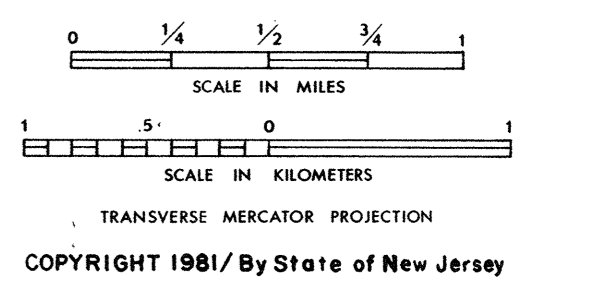 0 1/4 1/2 3/4 1
SCALE IN MILES
1 .5 0 1
SCALE IN KILOMETERS
TRANSVERSE MERCATOR PROJECTION
COPYRIGHT 1981/ By State of New Jersey